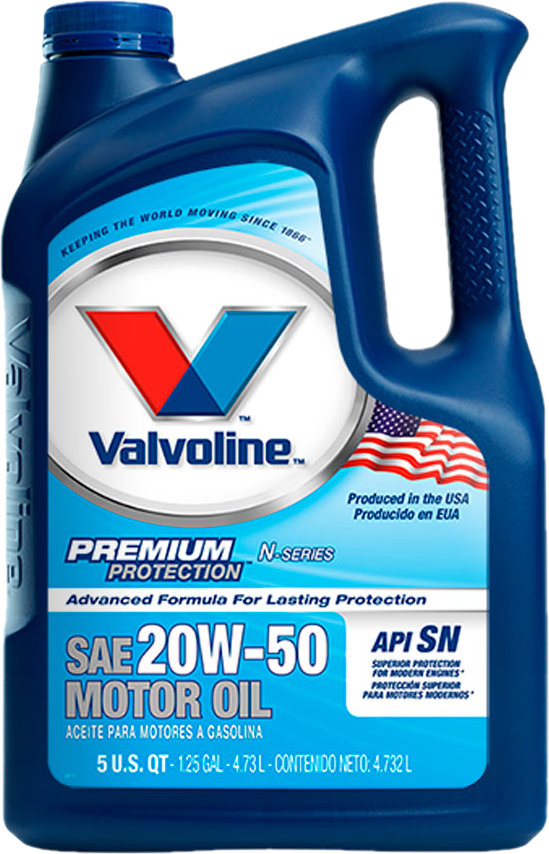 KEEPING THE WORLD MOVING SINCE 1866™
Valvoline
Valvoline™
Produced in the USA
Producido en EUA
PREMIUM
PROTECTION™ N-SERIES
Advanced Formula For Lasting Protection
SAE 20W-50
MOTOR OIL
ACEITE PARA MOTORES A GASOLINA
API SN
SUPERIOR PROTECTION
FOR MODERN ENGINES*
PROTECCIÓN SUPERIOR
PARA MOTORES MODERNOS*
5 U.S. QT - 1.25 GAL - 4.73 L - CONTENIDO NETO: 4.732 L